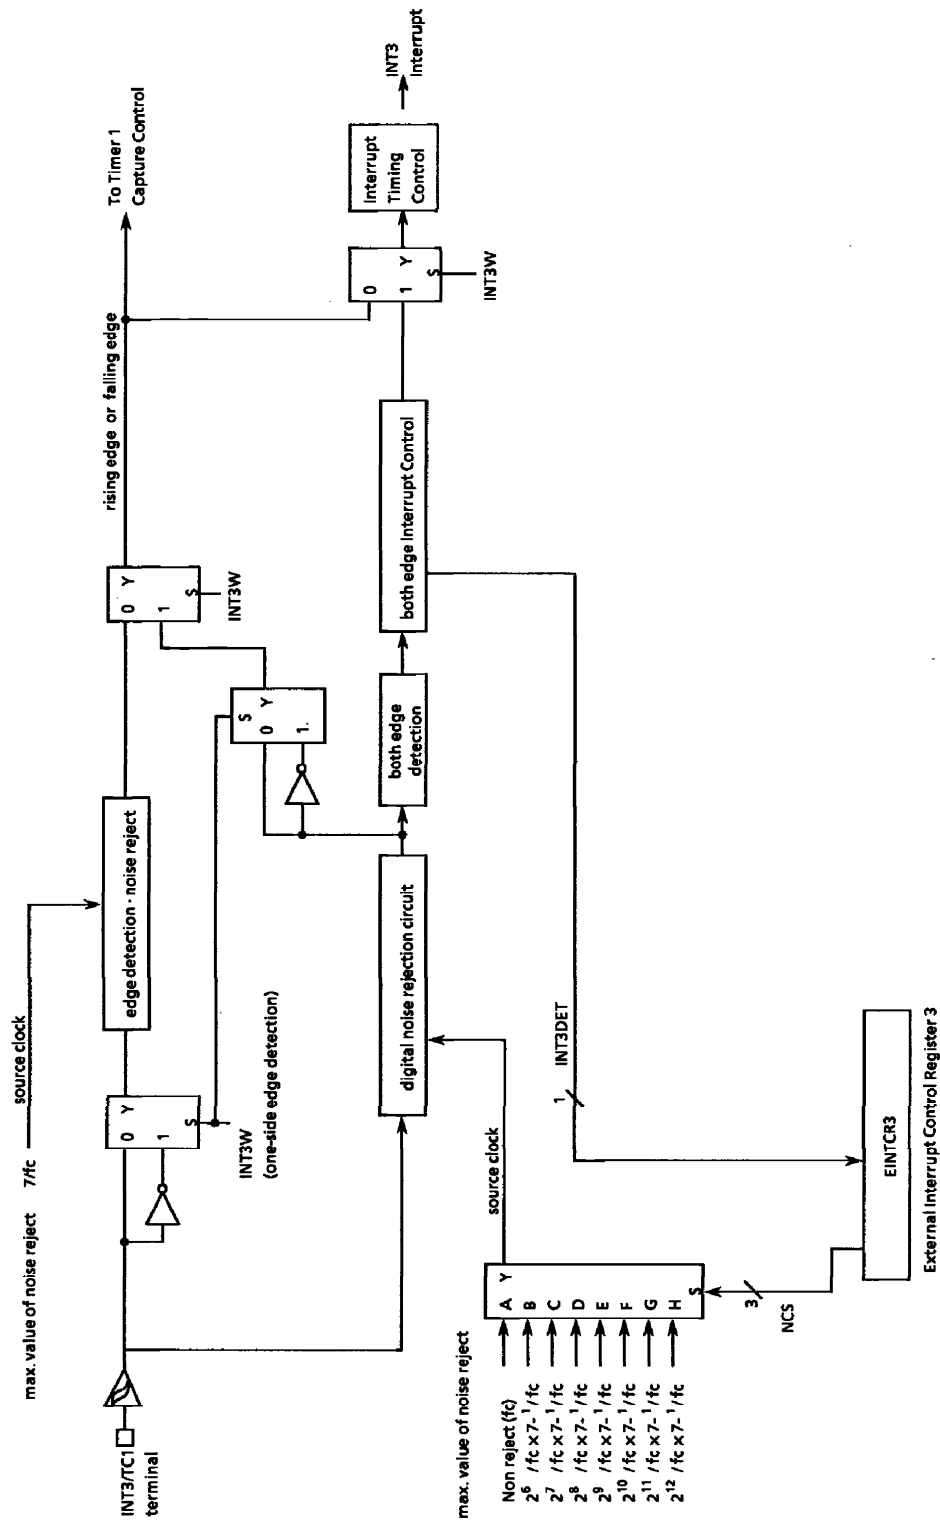 INT3/TC1
terminal
max. value of noise reject 7/fc
source clock
0 Y
1
S
INT3W
(one-side edge detection)
edge detection · noise reject
S
0 Y
1.
0 Y
1
S
INT3W
rising edge or falling edge
To Timer 1
Capture Control
digital noise rejection circuit
both edge
detection
both edge Interrupt Control
0
1 Y
S
INT3W
Interrupt
Timing
Control
INT3
Interrupt
max. value of noise reject
Non reject (fc)
2⁶ /fc x 7- ¹/fc
2⁷ /fc x 7- ¹/fc
2⁸ /fc x 7- ¹/fc
2⁹ /fc x 7- ¹/fc
2¹⁰ /fc x 7- ¹/fc
2¹¹ /fc x 7- ¹/fc
2¹² /fc x 7- ¹/fc
A Y
B
C
D
E
F
G
H
S
source clock
3
NCS
1
INT3DET
EINTCR3
External Interrupt Control Register 3